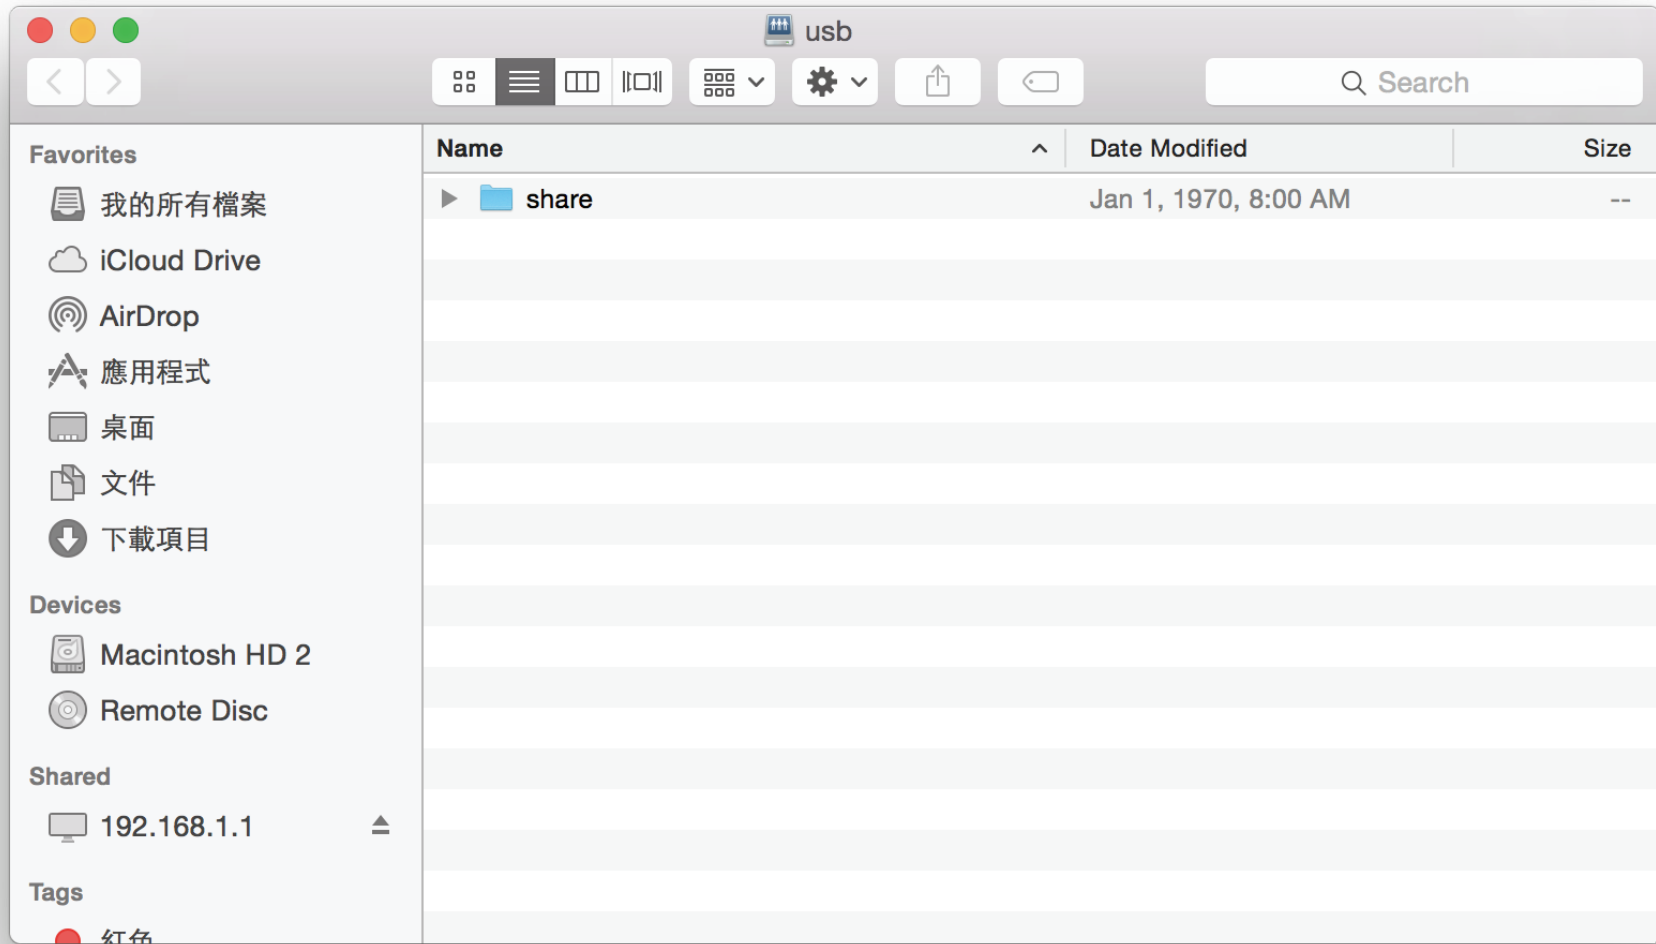 usb
Search
Favorites
我的所有檔案
iCloud Drive
AirDrop
應用程式
桌面
文件
下載項目
Devices
Macintosh HD 2
Remote Disc
Shared
192.168.1.1
Tags
紅色
Name Date Modified Size
share Jan 1, 1970, 8:00 AM --